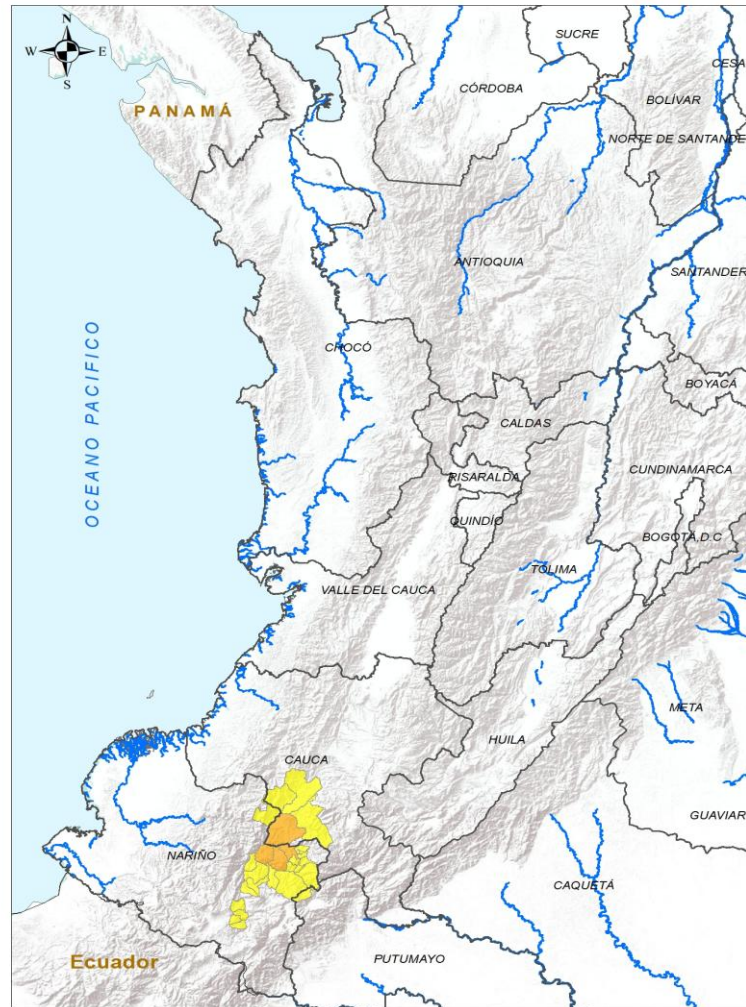 N
W E
S
SUCRE
CESA
CÓRDOBA
BOLÍVAR
PANAMÁ
NORTE DE SANTANDE
ANTIOQUIA
SANTANDER
OCEANO PACIFICO
CHOCÓ
BOYACÁ
CALDAS
CUNDINAMARCA
RISARALDA
QUINDÍO
BOGOTÁ,D.C
TOLIMA
VALLE DEL CAUCA
META
HUILA
CAUCA
GUAVIAR
NARIÑO
CAQUETÁ
PUTUMAYO
Ecuador